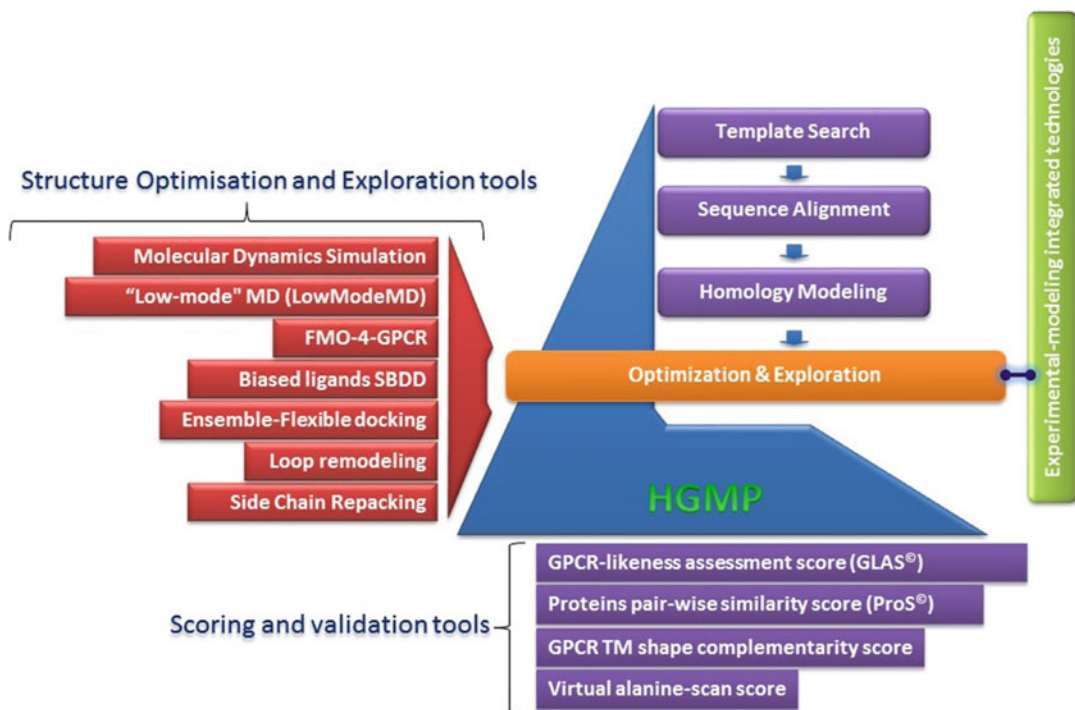 Structure Optimisation and Exploration tools
Molecular Dynamics Simulation
“Low-mode" MD (LowModeMD)
FMO-4-GPCR
Biased ligands SBDD
Ensemble-Flexible docking
Loop remodeling
Side Chain Repacking
Template Search
Sequence Alignment
Homology Modeling
Optimization & Exploration
Experimental-modeling integrated technologies
HGMP
Scoring and validation tools
GPCR-likeness assessment score (GLAS©)
Proteins pair-wise similarity score (ProS©)
GPCR TM shape complementarity score
Virtual alanine-scan score